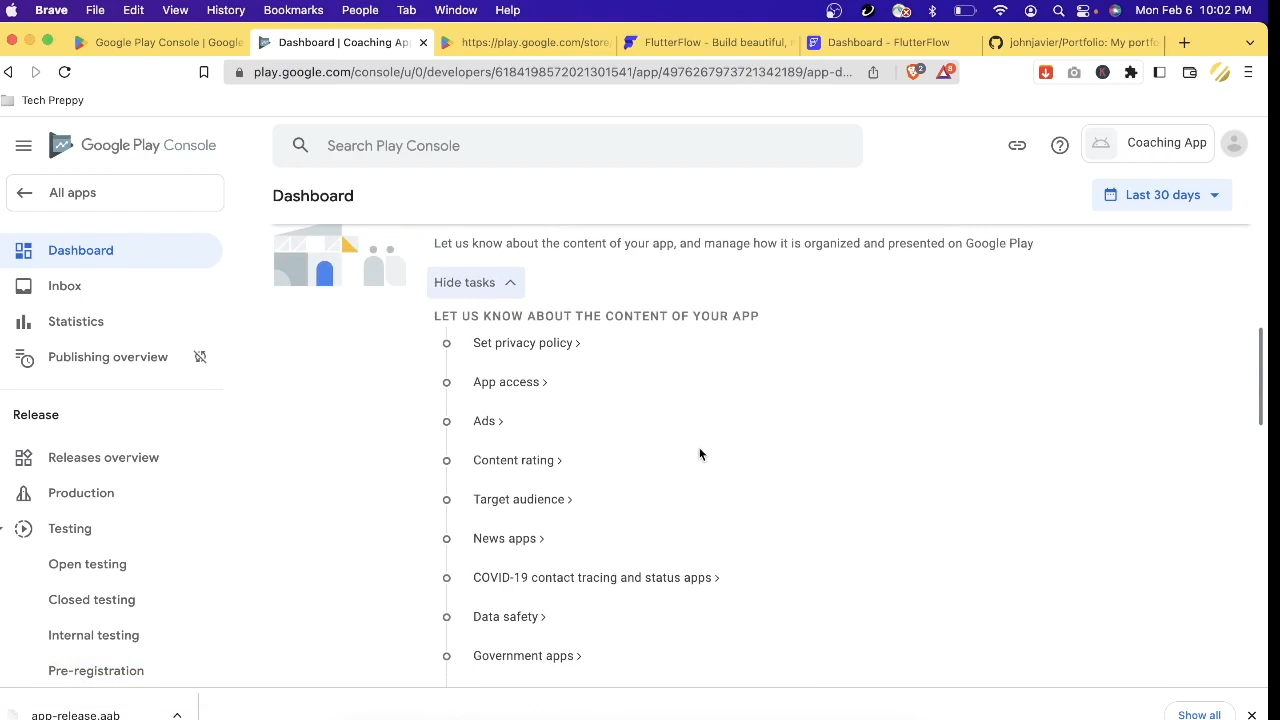 Brave File Edit View History Bookmarks People Tab Window Help Mon Feb 6 10:02 PM
Google Play Console | Google Dashboard | Coaching Ap https://play.google.com/store FlutterFlow - Build beautiful, Dashboard - FlutterFlow johnjavier/Portfolio: My portfo
play.google.com/console/u/0/developers/6184198572021301541/app/4976267973721342189/app-d... 2 8
Tech Preppy
Google Play Console
Search Play Console
Coaching App
All apps
Dashboard
Last 30 days
Dashboard
Inbox
Statistics
Publishing overview
Release
Releases overview
Production
Testing
Open testing
Closed testing
Internal testing
Pre-registration
Let us know about the content of your app, and manage how it is organized and presented on Google Play
Hide tasks
LET US KNOW ABOUT THE CONTENT OF YOUR APP
Set privacy policy
App access
Ads
Content rating
Target audience
News apps
COVID-19 contact tracing and status apps
Data safety
Government apps
app-release.aab
Show all